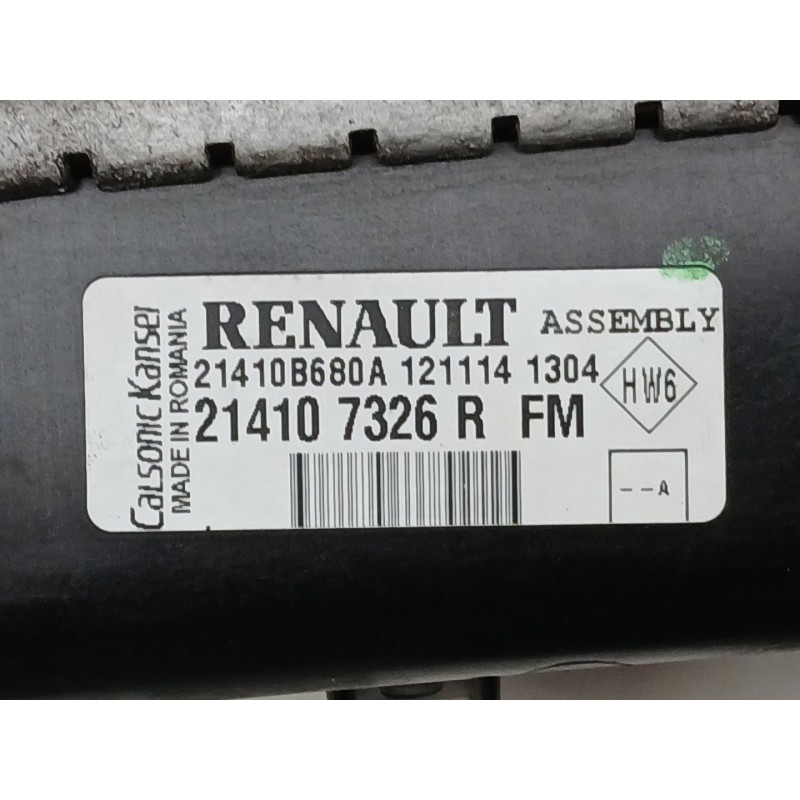 Calsonic Kansei
MADE IN ROMANIA
RENAULT ASSEMBLY
21410B680A 121114 1304
21410 7326 R FM
HW6
--A